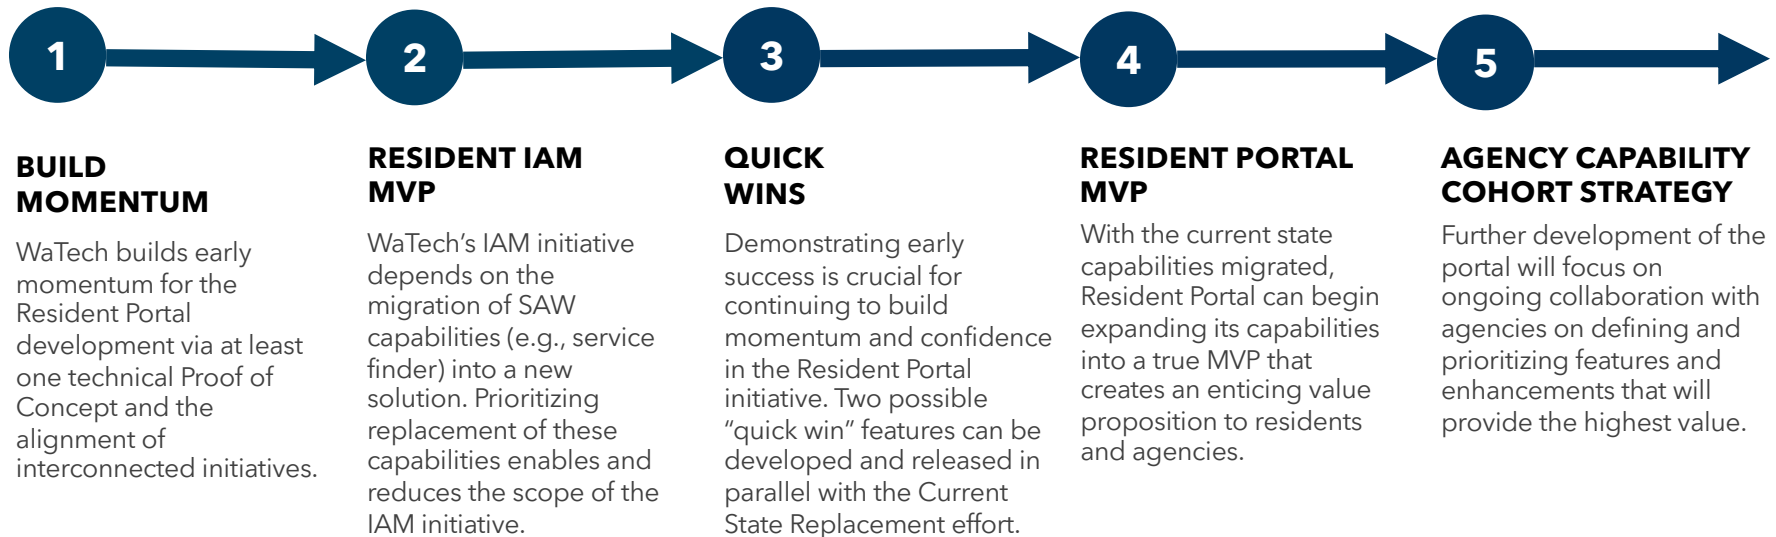 1
2
3
4
5
BUILD
MOMENTUM
WaTech builds early
momentum for the
Resident Portal
development via at least
one technical Proof of
Concept and the
alignment of
interconnected initiatives.
RESIDENT IAM
MVP
WaTech’s IAM initiative
depends on the
migration of SAW
capabilities (e.g., service
finder) into a new
solution. Prioritizing
replacement of these
capabilities enables and
reduces the scope of the
IAM initiative.
QUICK
WINS
Demonstrating early
success is crucial for
continuing to build
momentum and confidence
in the Resident Portal
initiative. Two possible
“quick win” features can be
developed and released in
parallel with the Current
State Replacement effort.
RESIDENT PORTAL
MVP
With the current state
capabilities migrated,
Resident Portal can begin
expanding its capabilities
into a true MVP that
creates an enticing value
proposition to residents
and agencies.
AGENCY CAPABILITY
COHORT STRATEGY
Further development of the
portal will focus on
ongoing collaboration with
agencies on defining and
prioritizing features and
enhancements that will
provide the highest value.